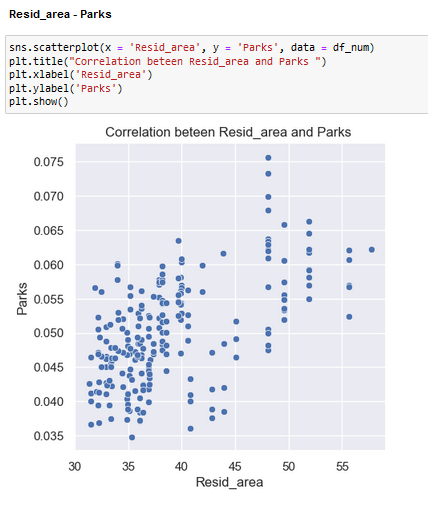 Resid_area - Parks
sns.scatterplot(x = 'Resid_area', y = 'Parks', data = df_num)
plt.title("Correlation beteen Resid_area and Parks ")
plt.xlabel('Resid_area')
plt.ylabel('Parks')
plt.show()
Correlation beteen Resid_area and Parks
0.075
0.070
0.065
0.060
0.055
0.050
0.045
0.040
0.035
Parks
30 35 40 45 50 55
Resid_area